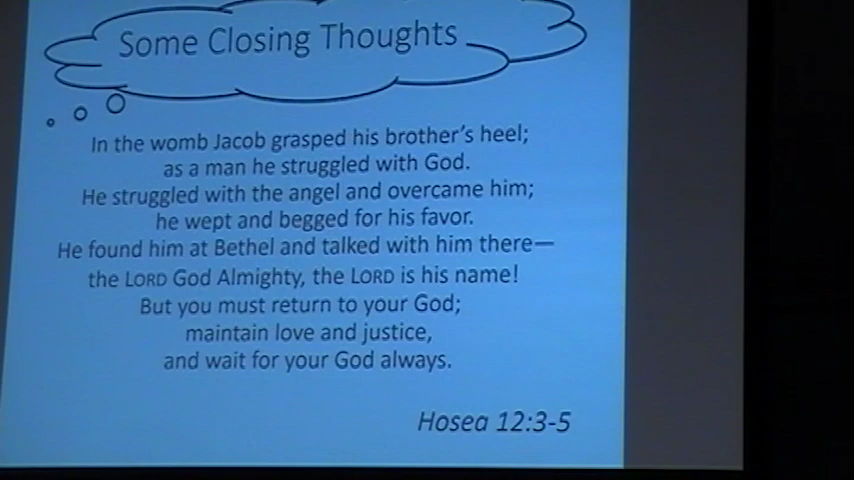 Some Closing Thoughts
In the womb Jacob grasped his brother’s heel;
as a man he struggled with God.
He struggled with the angel and overcame him;
he wept and begged for his favor.
He found him at Bethel and talked with him there—
the LORD God Almighty, the LORD is his name!
But you must return to your God;
maintain love and justice,
and wait for your God always.
Hosea 12:3-5